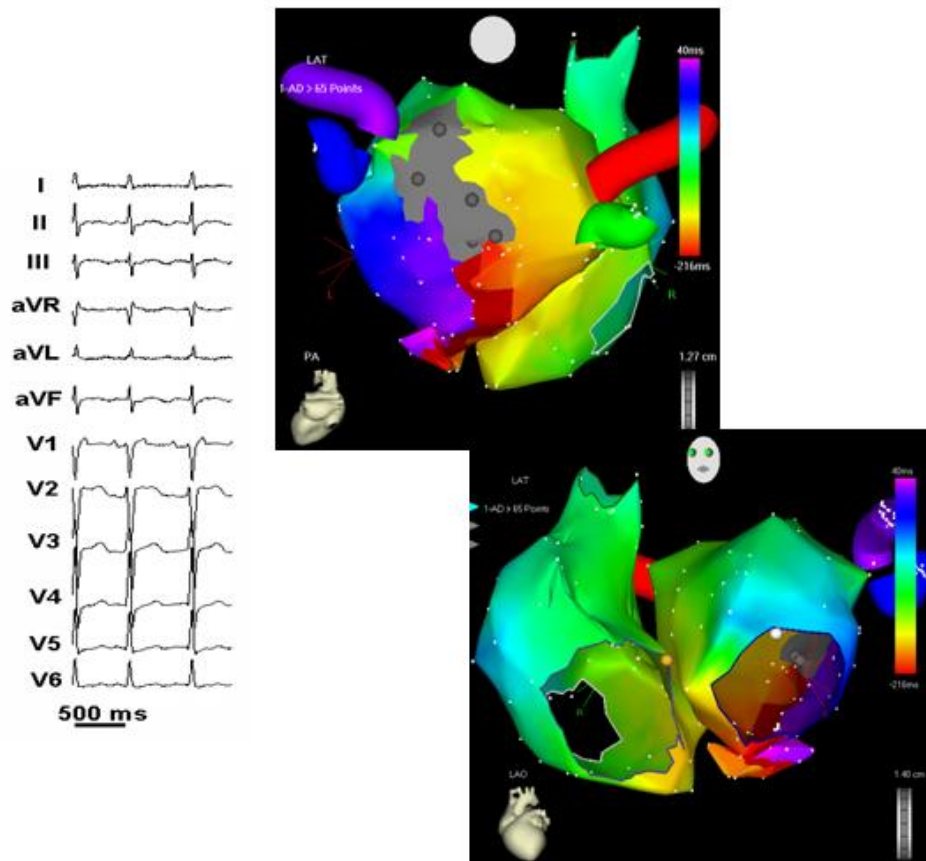 I
II
III
aVR
aVL
aVF
V1
V2
V3
V4
V5
V6
500 ms
LAT
1-AD > 65 Points
40ms
-216ms
L
R
PA
1.27 cm
LAT
1-AD > 65 Points
40ms
-216ms
R
LAO
1.40 cm